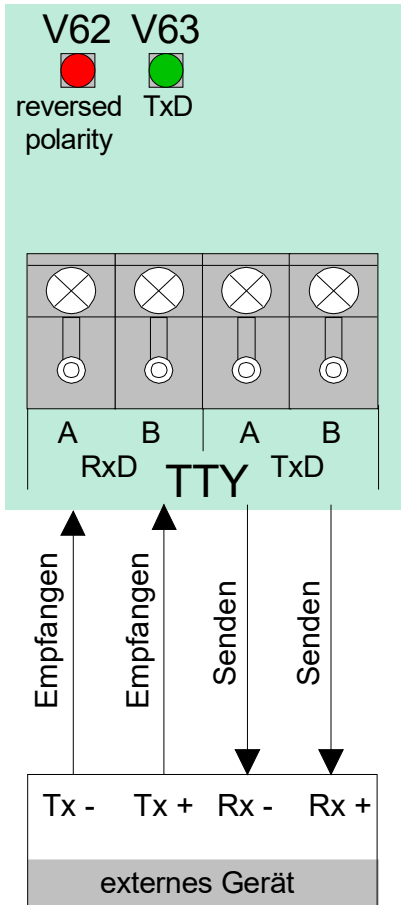 V62 V63
reversed polarity TxD
A B A B
RxD TTY TxD
Empfangen Empfangen Senden Senden
Tx - Tx + Rx - Rx +
externes Gerät